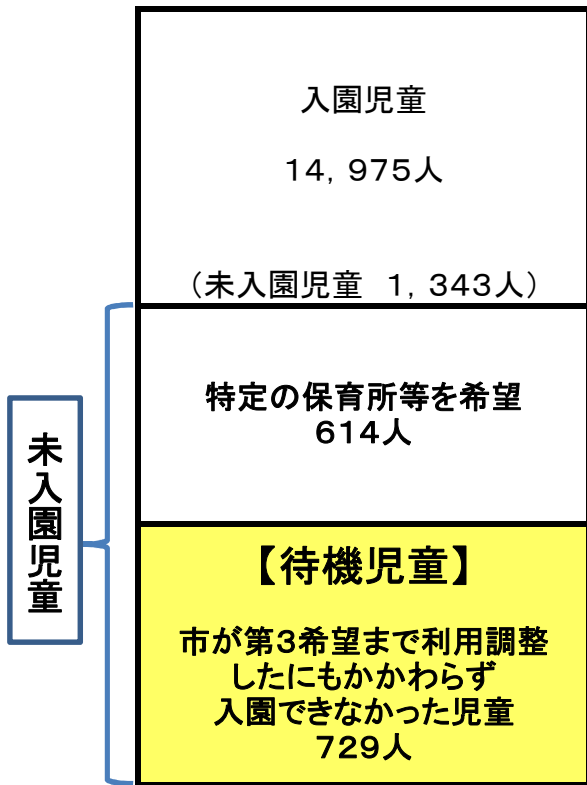 入園児童
１４，９７５人
（未入園児童　１，３４３人）
未入園児童
特定の保育所等を希望
６１４人
【待機児童】
市が第３希望まで利用調整
したにもかかわらず
入園できなかった児童
７２９人